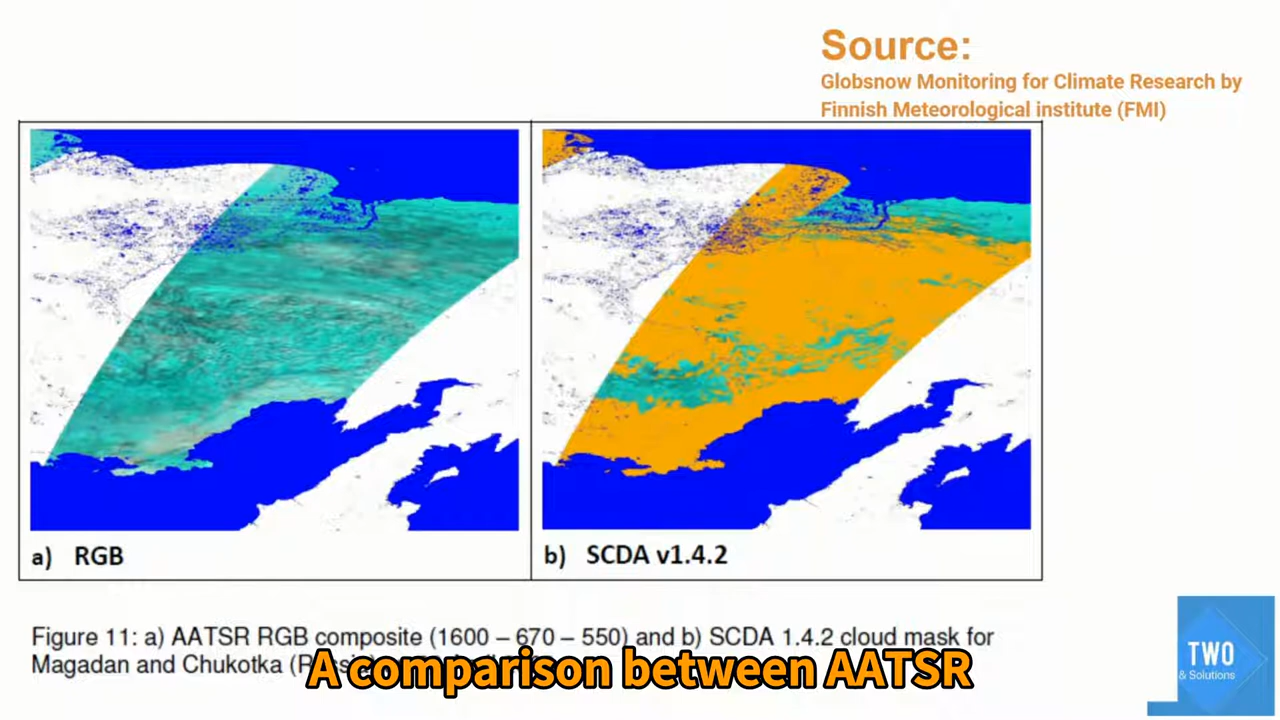 Source:
Globsnow Monitoring for Climate Research by
Finnish Meteorological institute (FMI)
a) RGB
b) SCDA v1.4.2
Figure 11: a) AATSR RGB composite (1600 – 670 – 550) and b) SCDA 1.4.2 cloud mask for
Magadan and Chukotka
A comparison between AATSR
TWO
& Solutions